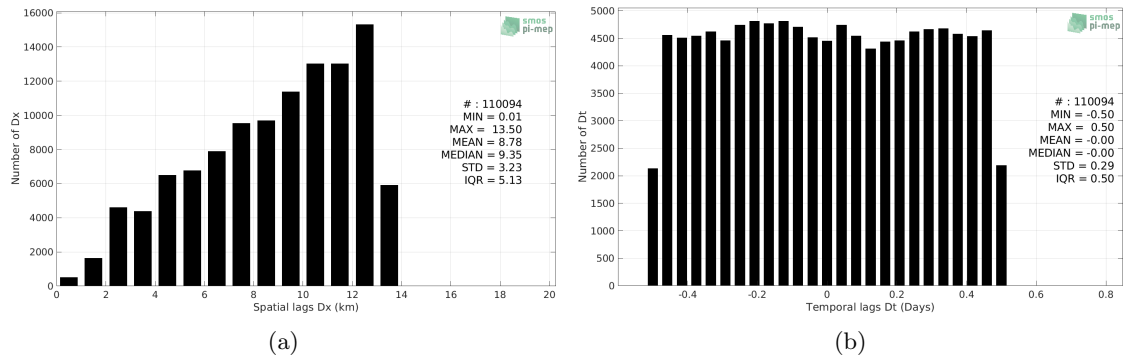 16000
14000
12000
10000
8000
6000
4000
2000
0
Number of Dx
smos
pi-mep
# : 110094
MIN = 0.01
MAX = 13.50
MEAN = 8.78
MEDIAN = 9.35
STD = 3.23
IQR = 5.13
0 2 4 6 8 10 12 14 16 18 20
Spatial lags Dx (km)
(a)
5000
4500
4000
3500
3000
2500
2000
1500
1000
500
0
Number of Dt
smos
pi-mep
# : 110094
MIN = -0.50
MAX = 0.50
MEAN = -0.00
MEDIAN = -0.00
STD = 0.29
IQR = 0.50
-0.4 -0.2 0 0.2 0.4 0.6 0.8
Temporal lags Dt (Days)
(b)